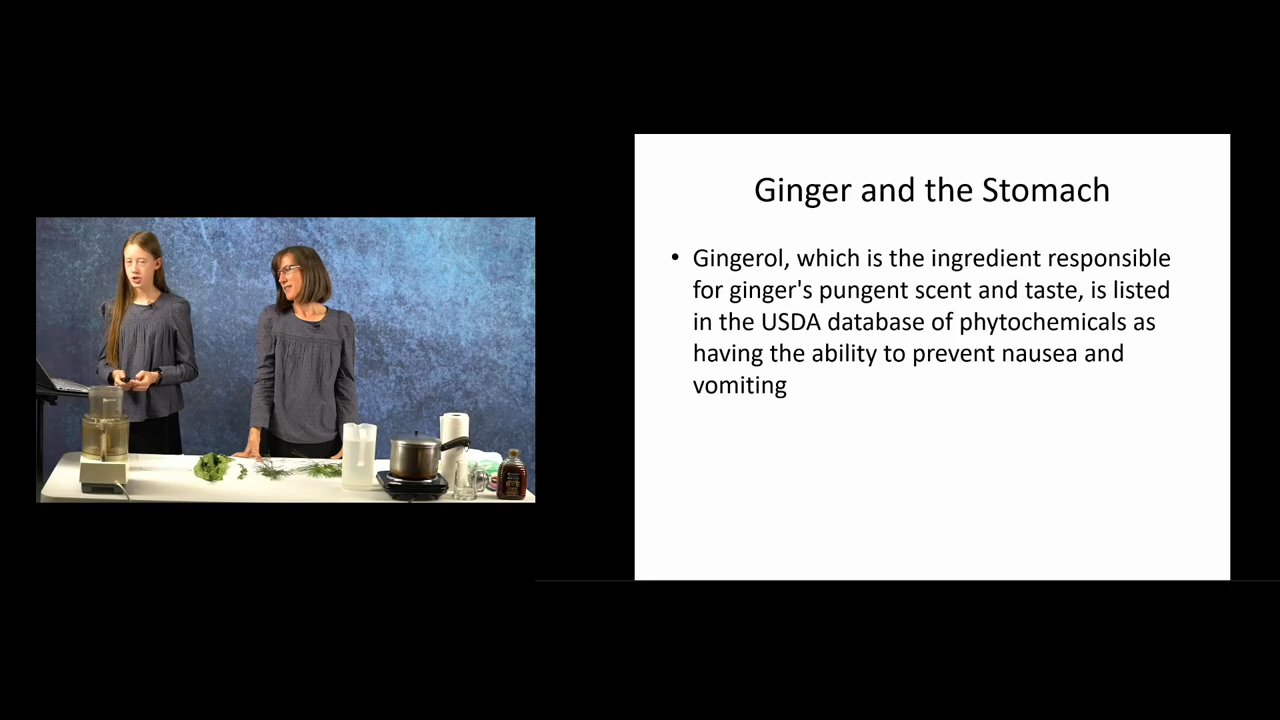 Ginger and the Stomach
• Gingerol, which is the ingredient responsible
for ginger's pungent scent and taste, is listed
in the USDA database of phytochemicals as
having the ability to prevent nausea and
vomiting